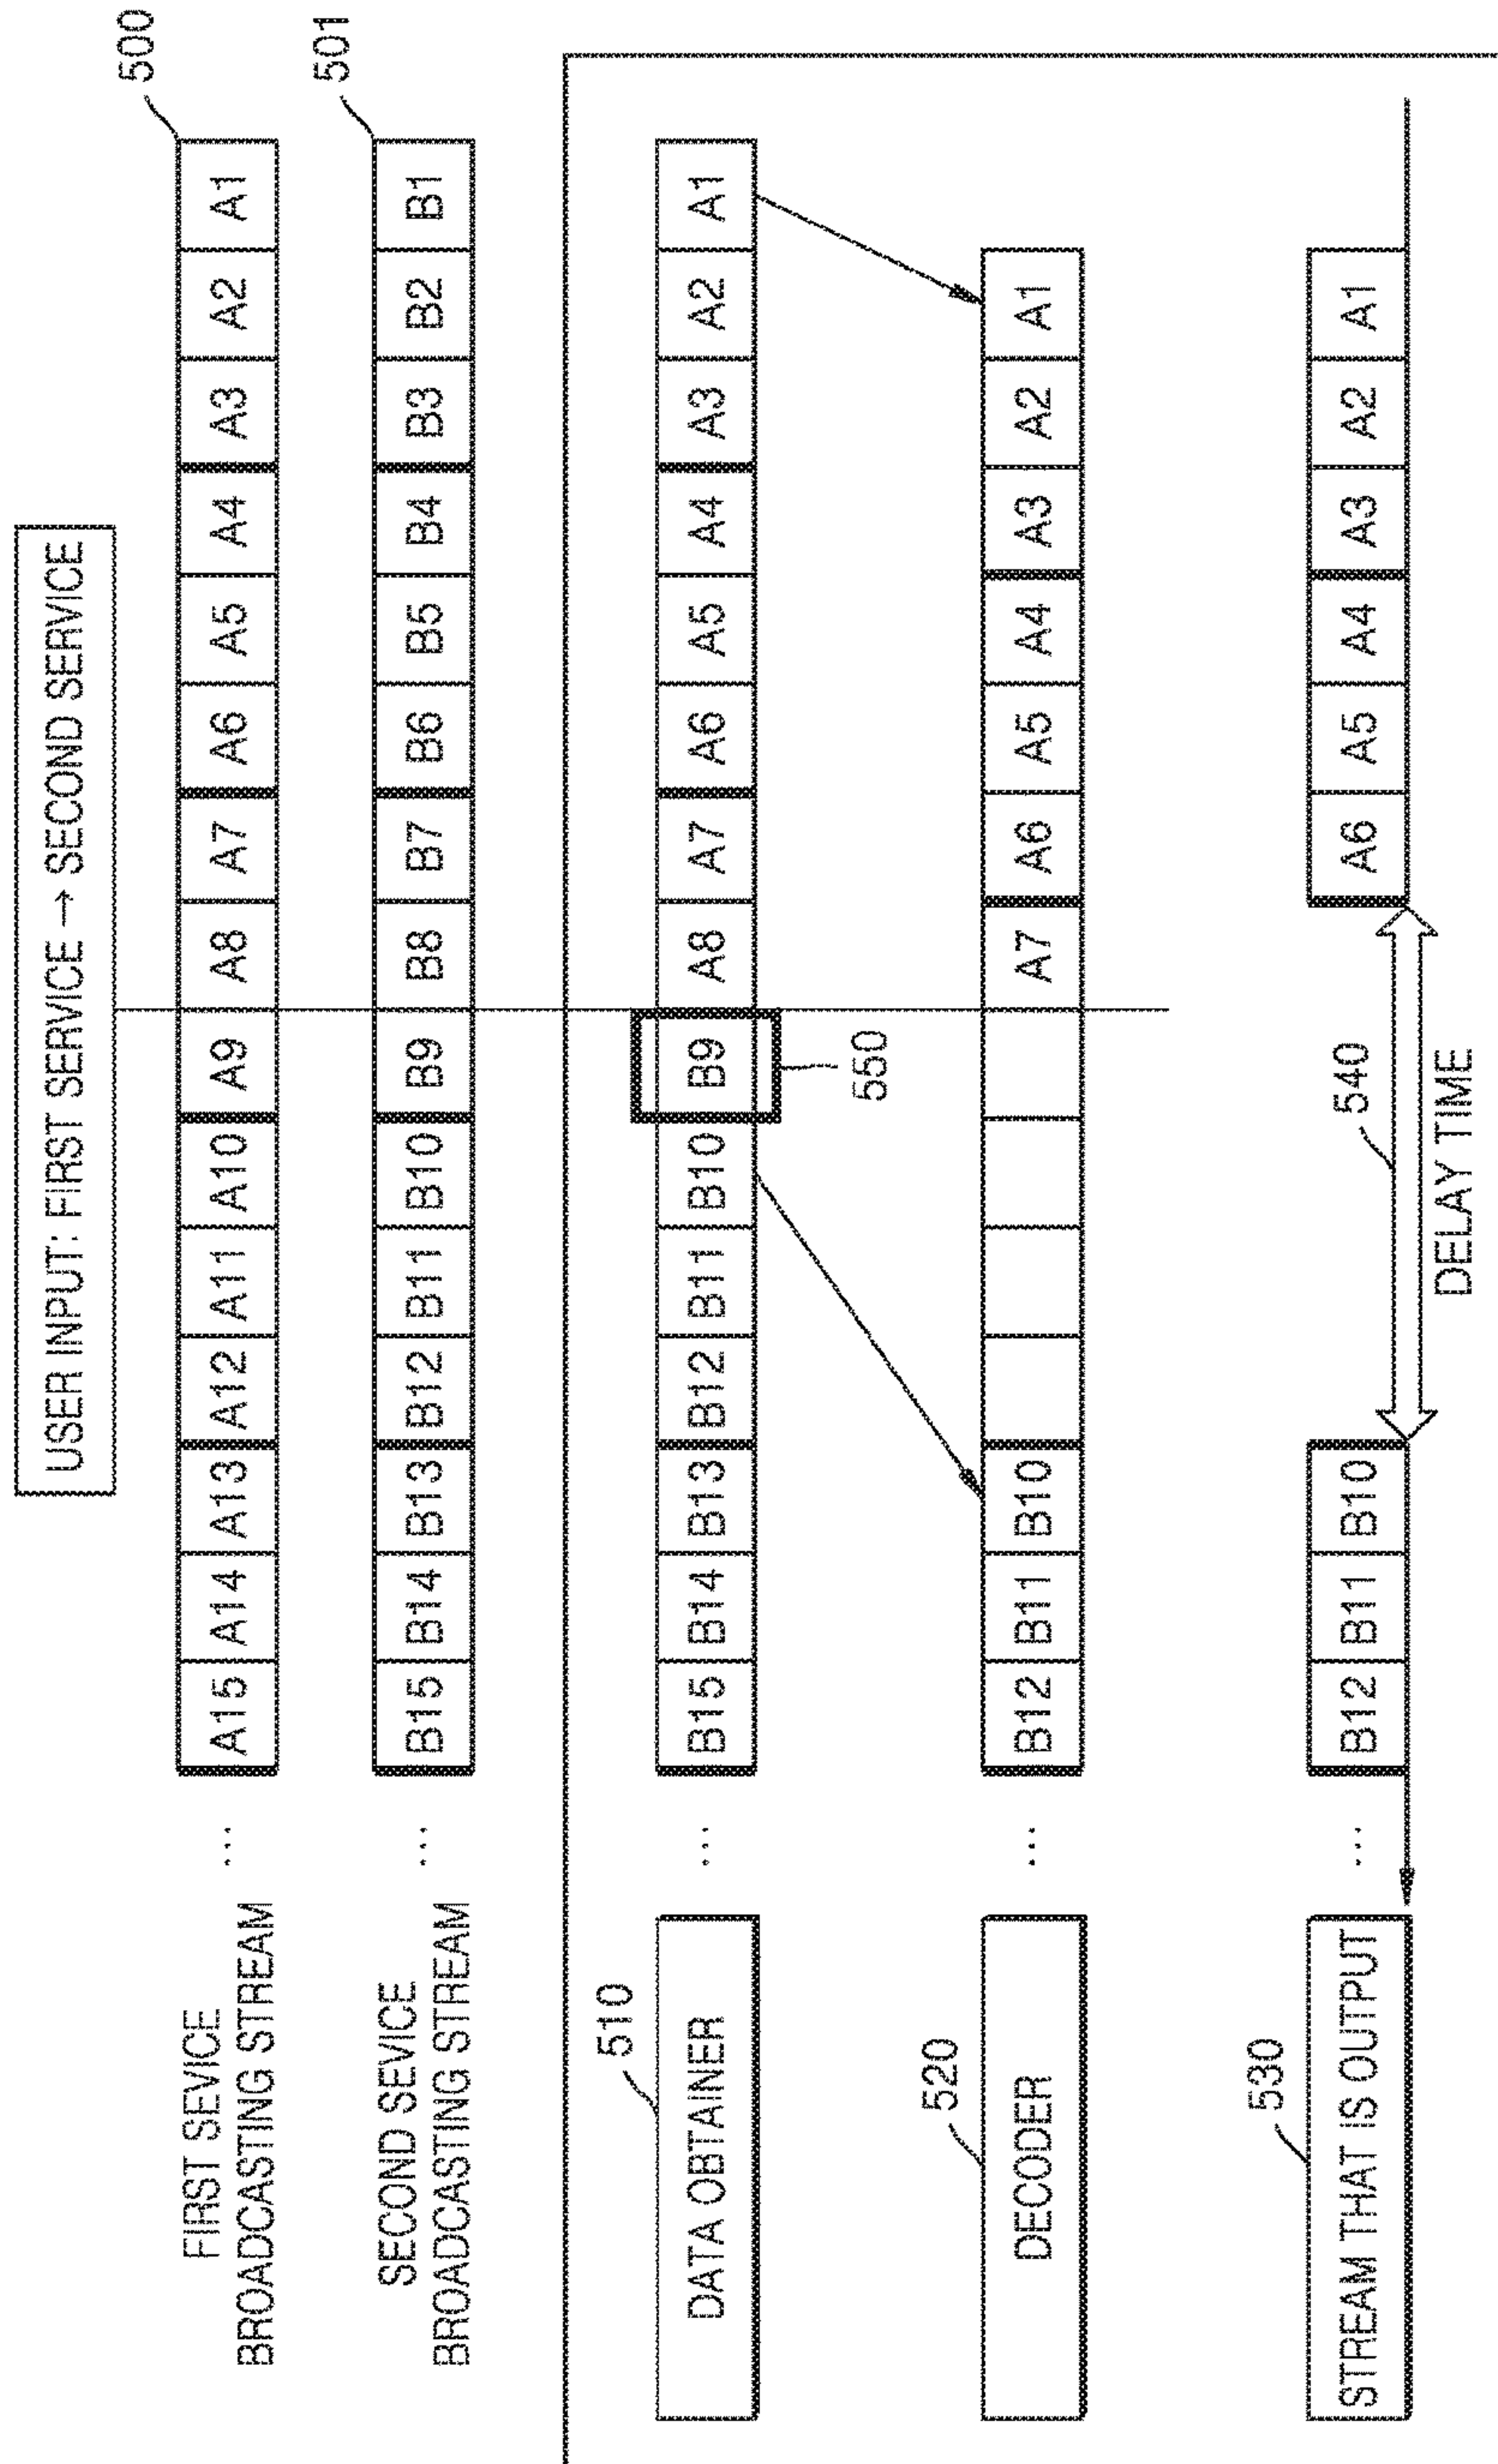 USER INPUT: FIRST SERVICE → SECOND SERVICE
500
FIRST SEVICE
BROADCASTING STREAM
... A15 A14 A13 A12 A11 A10 A9 A8 A7 A6 A5 A4 A3 A2 A1
501
SECOND SEVICE
BROADCASTING STREAM
... B15 B14 B13 B12 B11 B10 B9 B8 B7 B6 B5 B4 B3 B2 B1
510
DATA OBTAINER ... B15 B14 B13 B12 B11 B10 B9 A8 A7 A6 A5 A4 A3 A2 A1
550
520
DECODER ... B12 B11 B10 A7 A6 A5 A4 A3 A2 A1
530
STREAM THAT IS OUTPUT ... B12 B11 B10 A6 A5 A4 A3 A2 A1
540
DELAY TIME